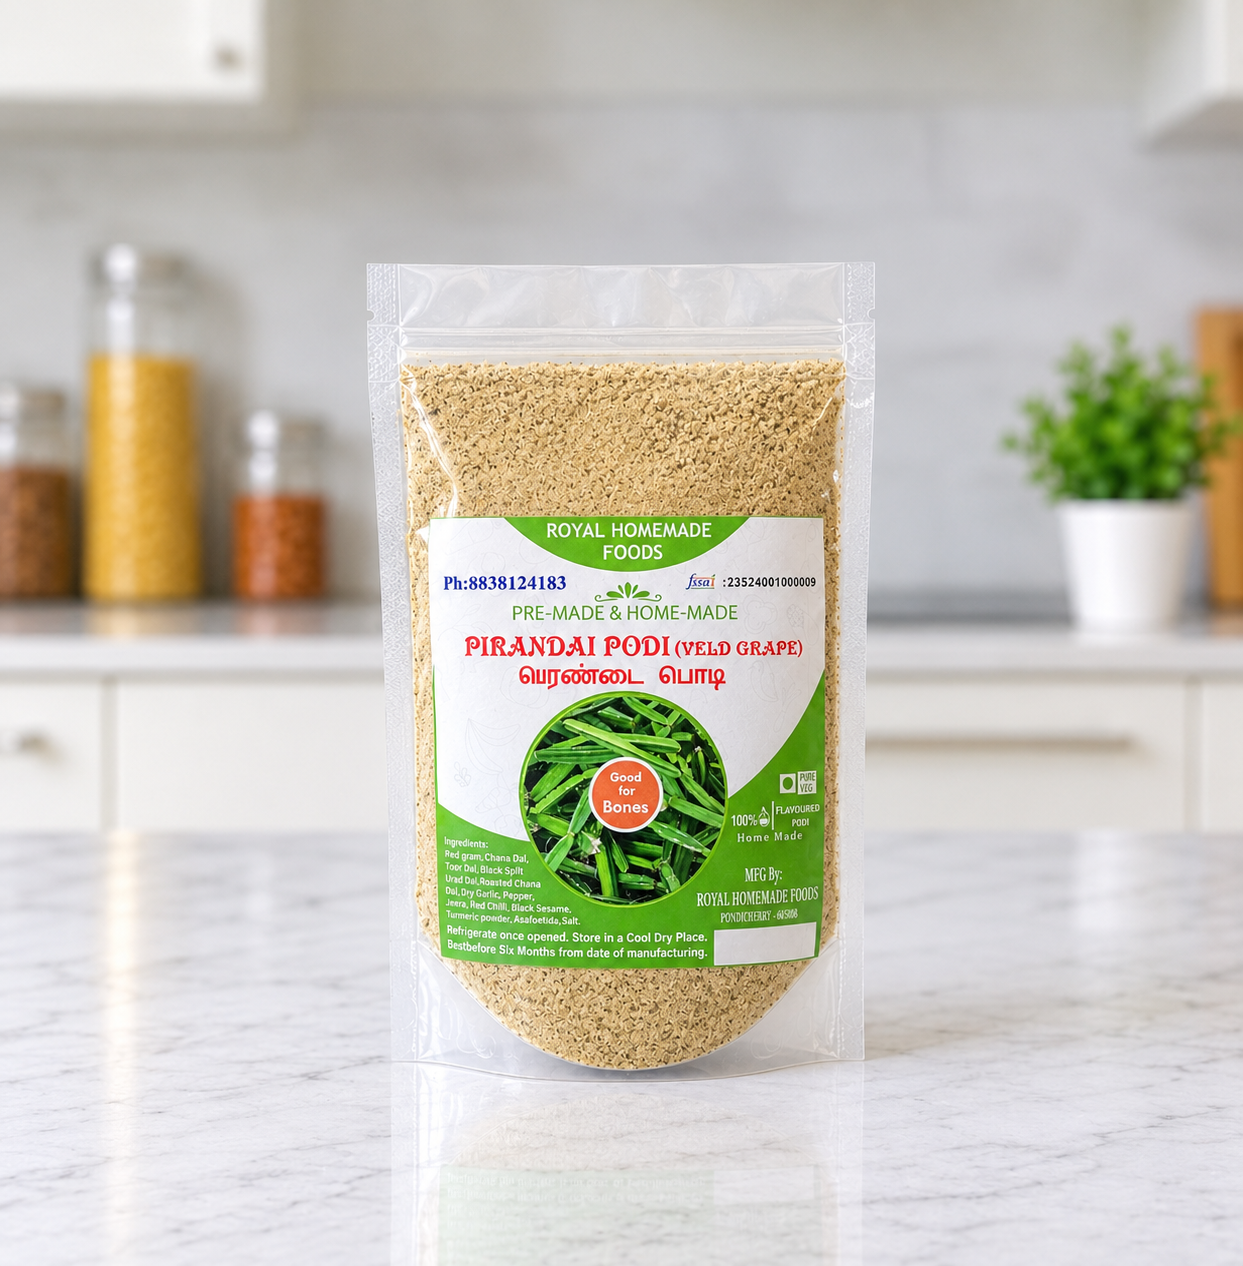 ROYAL HOMEMADE
FOODS
Ph:8838124183
fssai :23524001000009
PRE-MADE & HOME-MADE
PIRANDAI PODI (VELD GRAPE)
பெரண்டை பொடி
Good
for
Bones
PURE
VEG
100%
FLAVOURED
PODI
Home Made
Ingredients:
Red gram, Chana Dal,
Toor Dal, Black Split
Urad Dal, Roasted Chana
Dal, Dry Garlic, Pepper,
Jeera, Red Chilli, Black Sesame,
Turmeric powder, Asafoetida, Salt.
MFG By:
ROYAL HOMEMADE FOODS
PONDICHERRY -
Refrigerate once opened. Store in a Cool Dry Place.
Bestbefore Six Months from date of manufacturing.